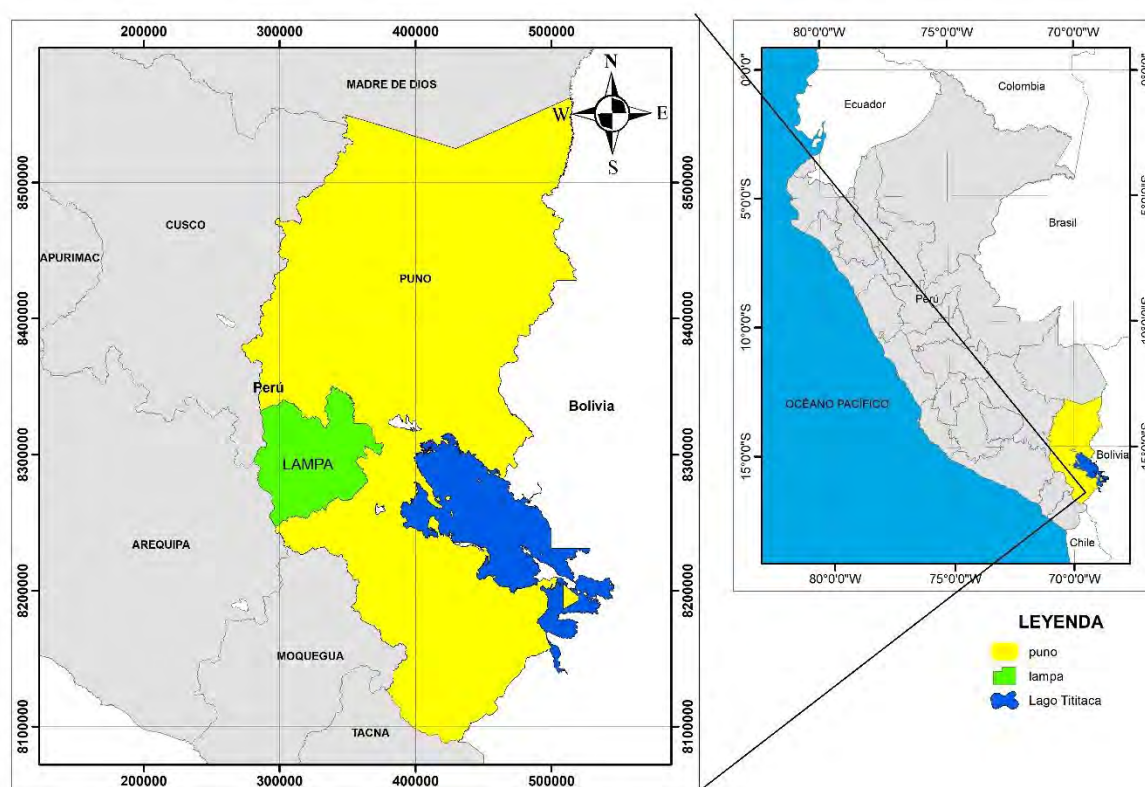 200000 300000 400000 500000
N
W E
S
MADRE DE DIOS
8500000 8500000
CUSCO
APURIMAC
PUNO
8400000 8400000
Perú
Bolivia
8300000 8300000
LAMPA
AREQUIPA
8200000 8200000
MOQUEGUA
8100000 8100000
TACNA
200000 300000 400000 500000
80°0'0"W 75°0'0"W 70°0'0"W
0°0'0" 0°0'0"
Colombia
Ecuador
5°0'0"S
Brasil
Perú
10°0'0"S
OCÉANO PACÍFICO
15°0'0"S
Bolivia
Chile
80°0'0"W 75°0'0"W 70°0'0"W
LEYENDA
puno
lampa
Lago Tititaca